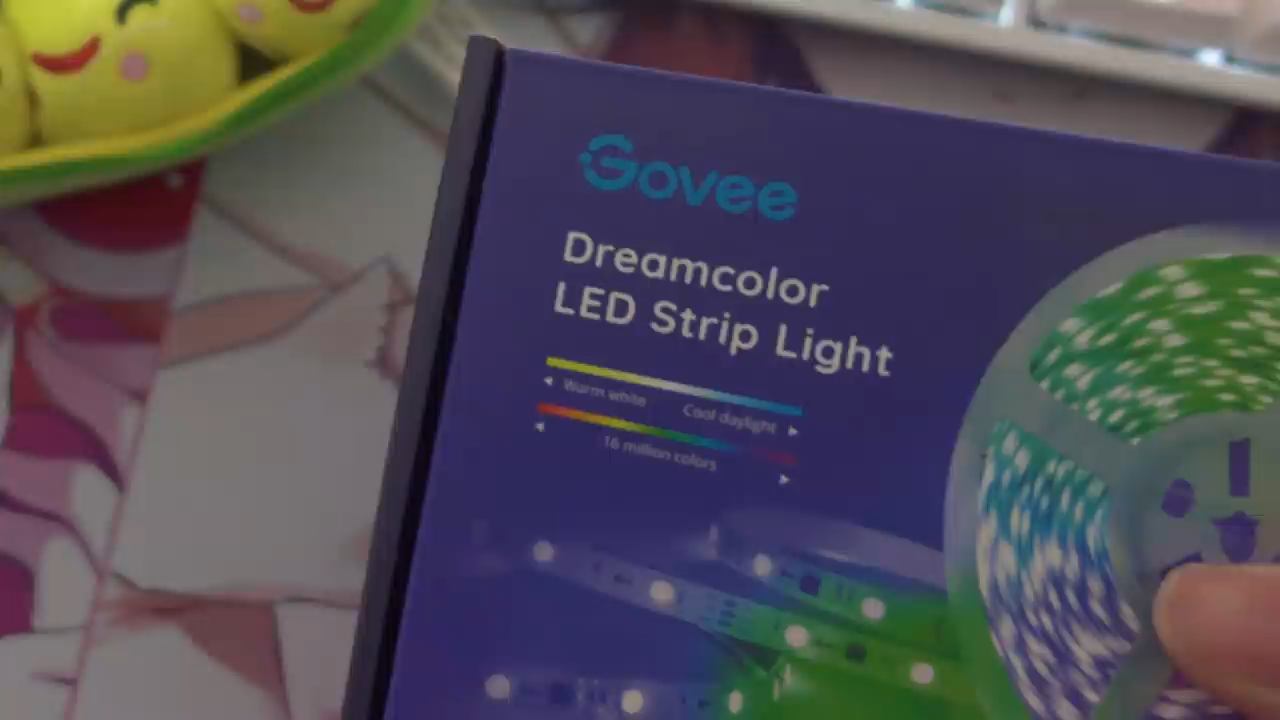 Govee
Dreamcolor
LED Strip Light
Warm white
Cool daylight
16 million colors